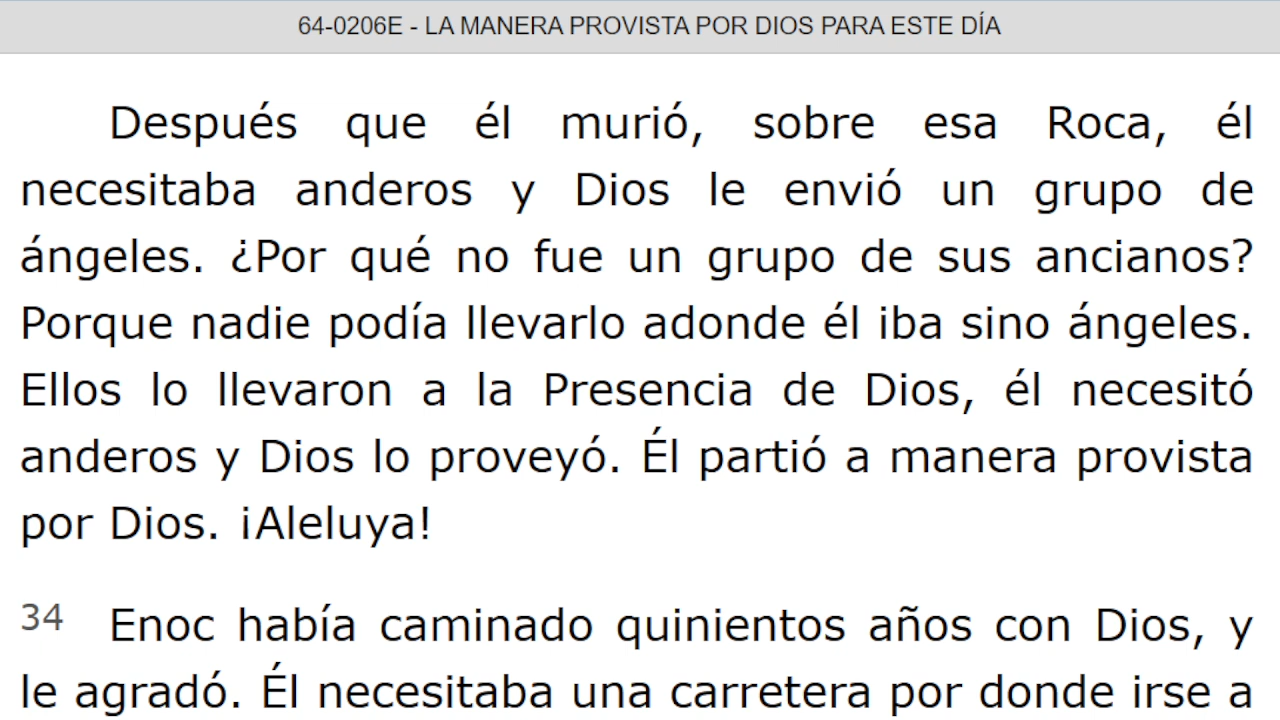 64-0206E - LA MANERA PROVISTA POR DIOS PARA ESTE DÍA
Después que él murió, sobre esa Roca, él
necesitaba anderos y Dios le envió un grupo de
ángeles. ¿Por qué no fue un grupo de sus ancianos?
Porque nadie podía llevarlo adonde él iba sino ángeles.
Ellos lo llevaron a la Presencia de Dios, él necesitó
anderos y Dios lo proveyó. Él partió a manera provista
por Dios. ¡Aleluya!
34 Enoc había caminado quinientos años con Dios, y
le agradó. Él necesitaba una carretera por donde irse a